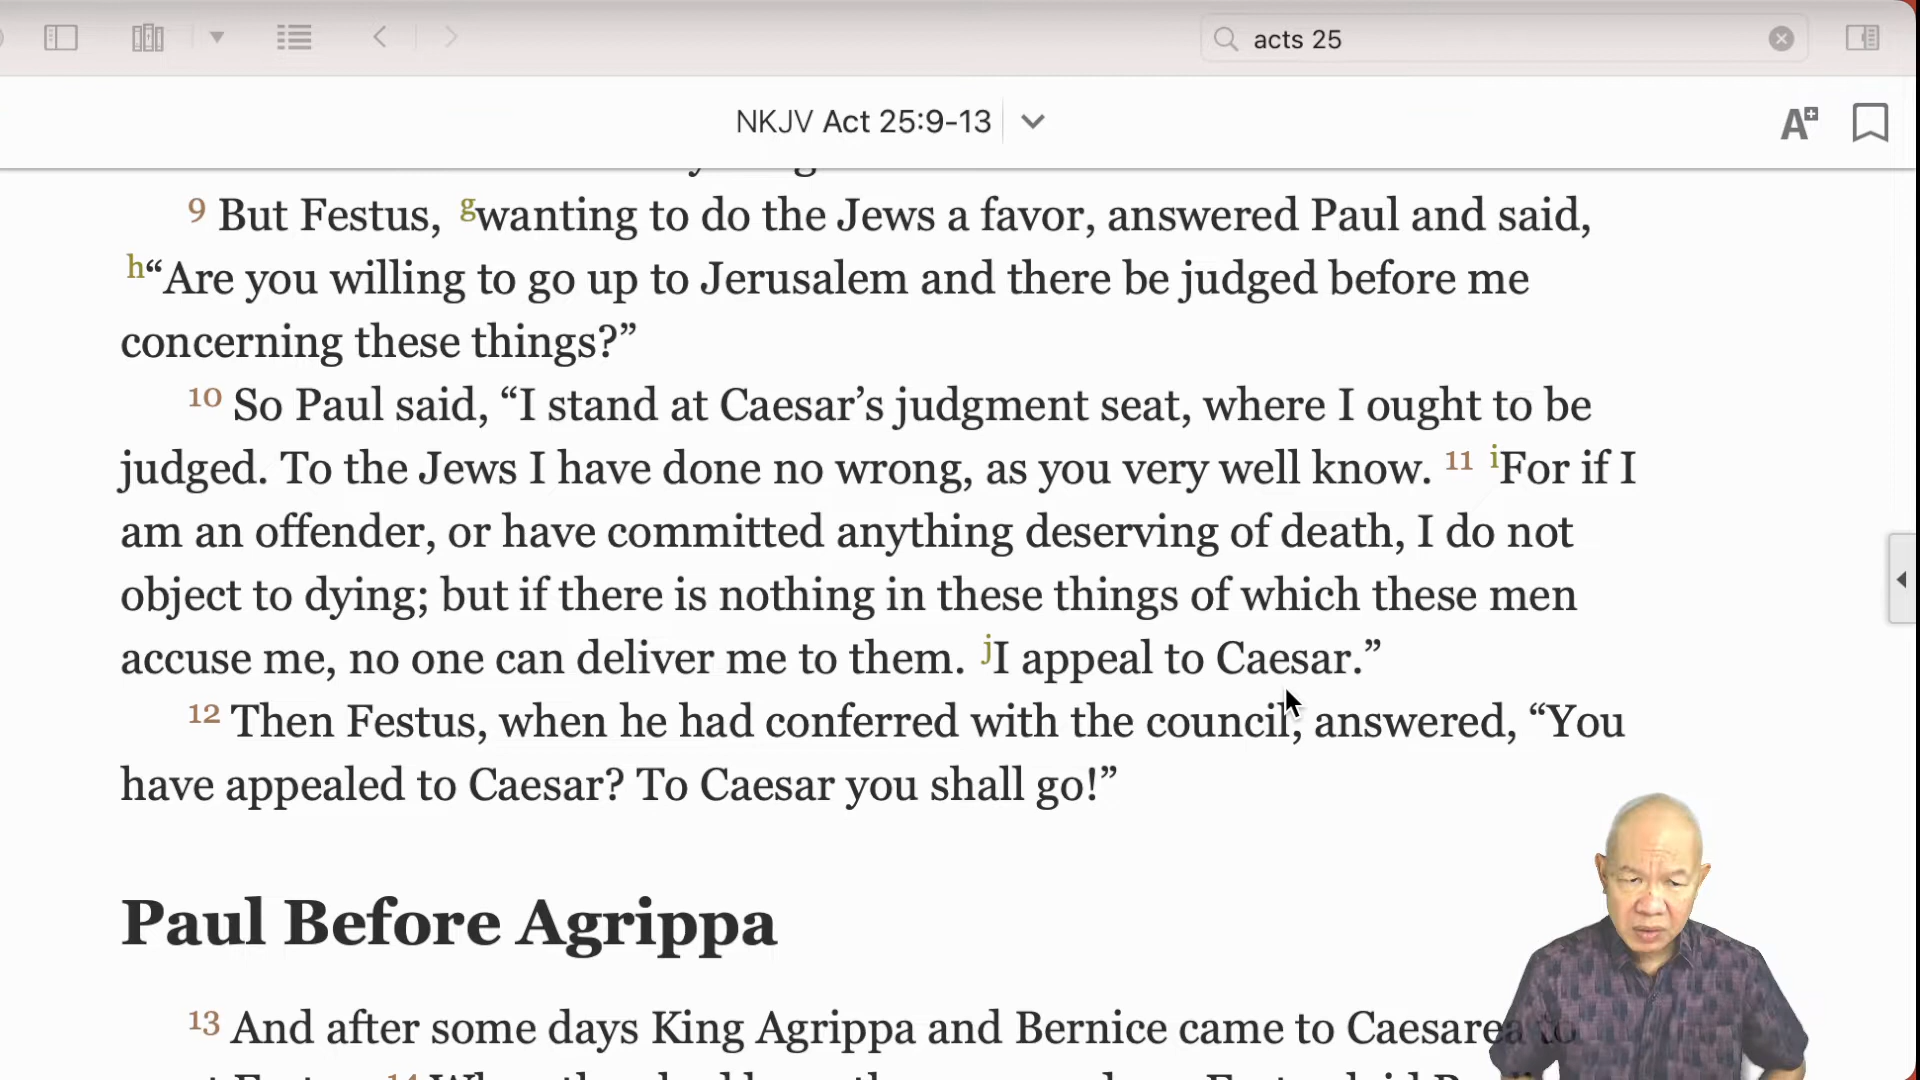 acts 25
NKJV Act 25:9-13
A
9 But Festus, gwanting to do the Jews a favor, answered Paul and said,
h“Are you willing to go up to Jerusalem and there be judged before me
concerning these things?”
10 So Paul said, “I stand at Caesar’s judgment seat, where I ought to be
judged. To the Jews I have done no wrong, as you very well know. 11 iFor if I
am an offender, or have committed anything deserving of death, I do not
object to dying; but if there is nothing in these things of which these men
accuse me, no one can deliver me to them. jI appeal to Caesar.”
12 Then Festus, when he had conferred with the council, answered, “You
have appealed to Caesar? To Caesar you shall go!”
Paul Before Agrippa
13 And after some days King Agrippa and Bernice came to Caesarea to